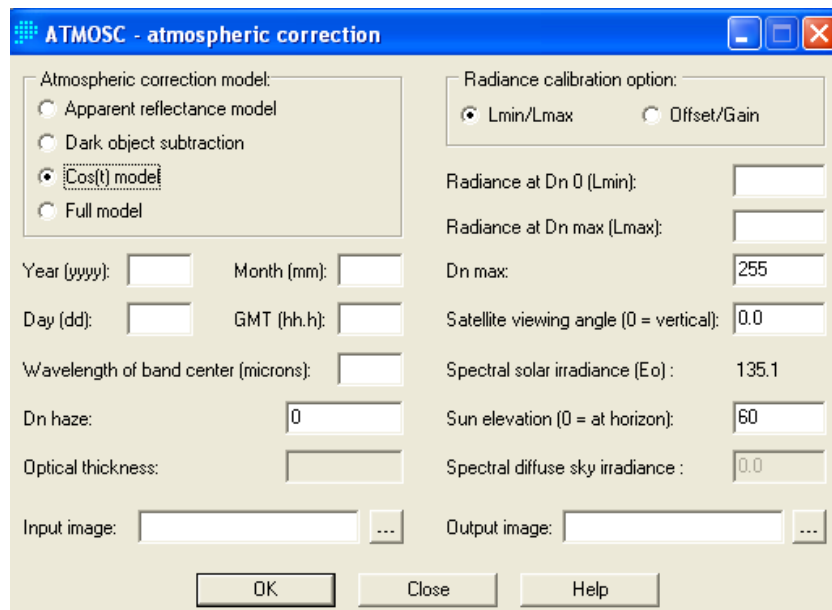 ATMOSC - atmospheric correction
Atmospheric correction model:
Apparent reflectance model
Dark object subtraction
Cos(t) model
Full model
Radiance calibration option:
Lmin/Lmax Offset/Gain
Radiance at Dn 0 (Lmin):
Radiance at Dn max (Lmax):
Year (yyyy): Month (mm):
Dn max: 255
Day (dd): GMT (hh.h):
Satellite viewing angle (0 = vertical): 0.0
Wavelength of band center (microns):
Spectral solar irradiance (Eo) : 135.1
Dn haze: 0
Sun elevation (0 = at horizon): 60
Optical thickness:
Spectral diffuse sky irradiance : 0.0
Input image: ...
Output image: ...
OK Close Help